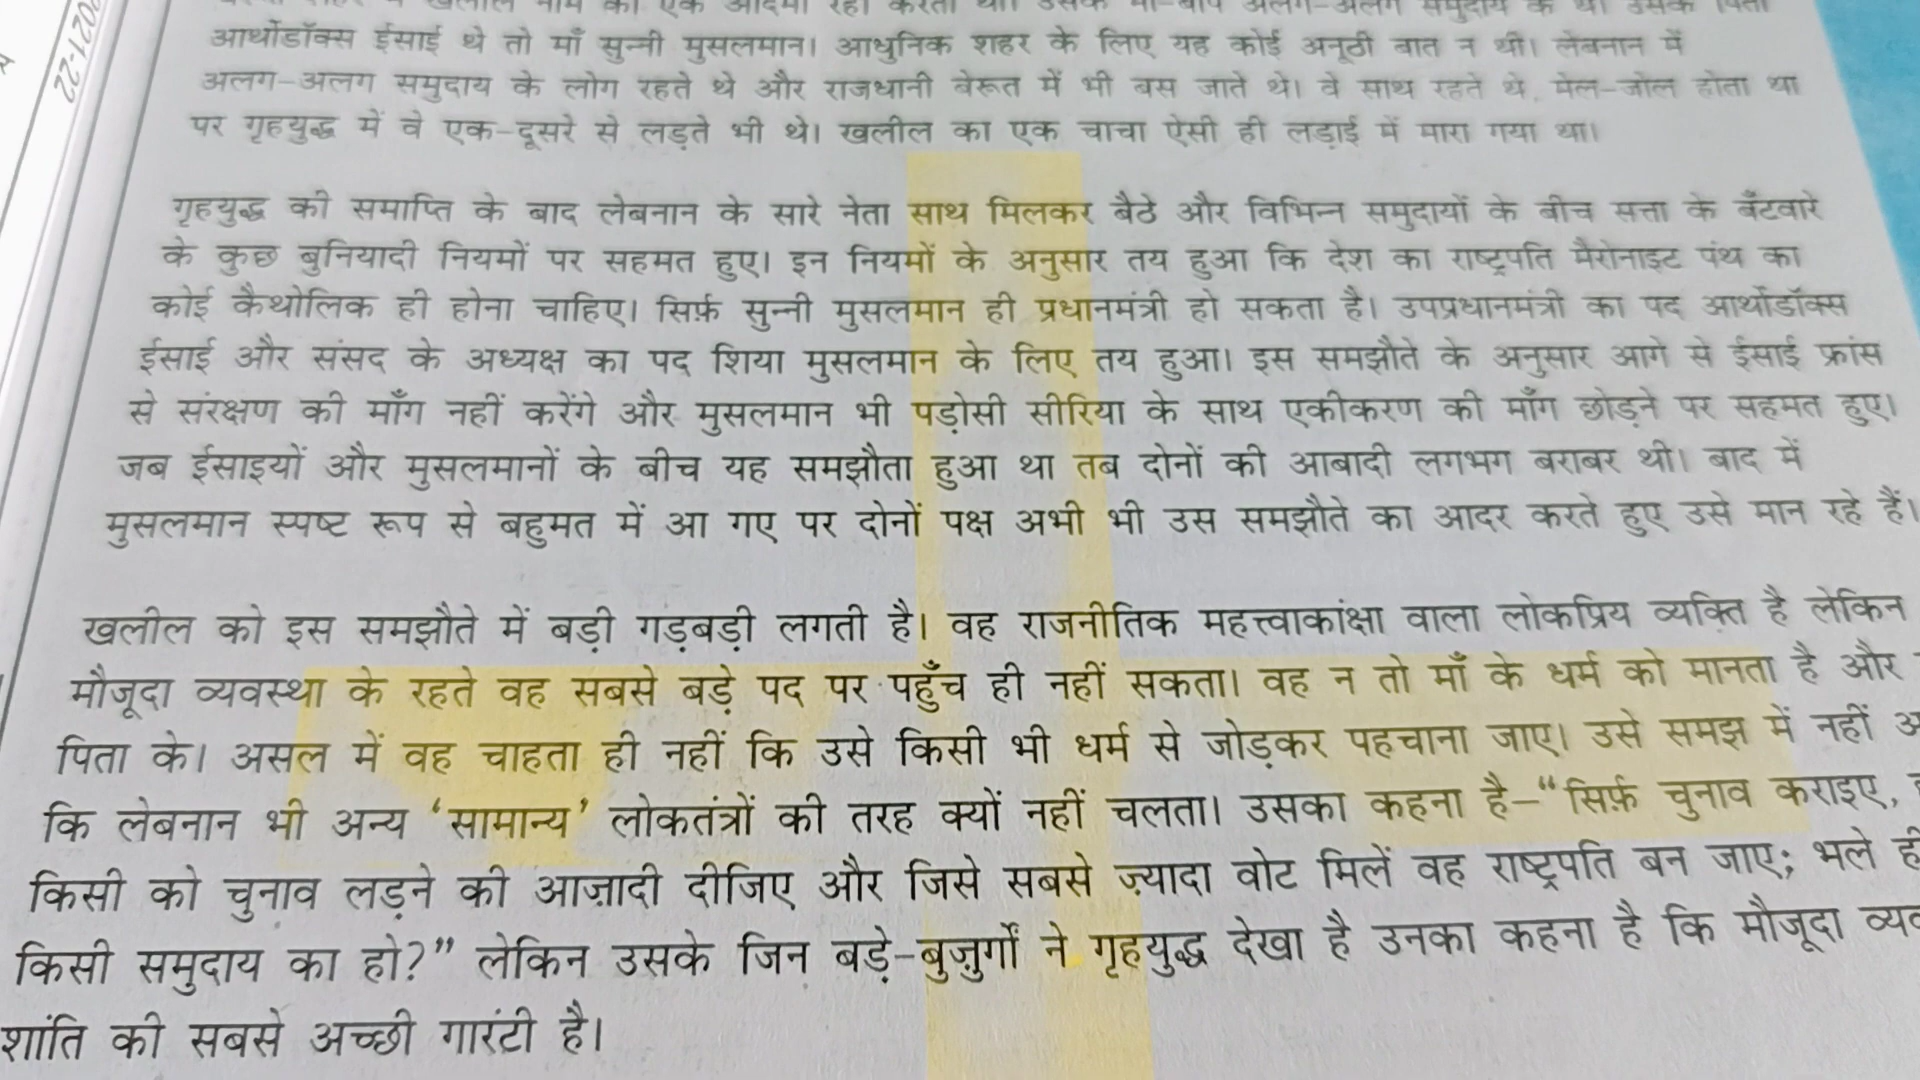 आर्थोडॉक्स ईसाई थे तो माँ सुन्नी मुसलमान। आधुनिक शहर के लिए यह कोई अनूठी बात न थी। लेबनान में
अलग-अलग समुदाय के लोग रहते थे और राजधानी बेरूत में भी बस जाते थे। वे साथ रहते थे, मेल-जोल होता था
पर गृहयुद्ध में वे एक-दूसरे से लड़ते भी थे। खलील का एक चाचा ऐसी ही लड़ाई में मारा गया था।
गृहयुद्ध की समाप्ति के बाद लेबनान के सारे नेता साथ मिलकर बैठे और विभिन्न समुदायों के बीच सत्ता के बँटवारे
के कुछ बुनियादी नियमों पर सहमत हुए। इन नियमों के अनुसार तय हुआ कि देश का राष्ट्रपति मैरोनाइट पंथ का
कोई कैथोलिक ही होना चाहिए। सिर्फ़ सुन्नी मुसलमान ही प्रधानमंत्री हो सकता है। उपप्रधानमंत्री का पद आर्थोडॉक्स
ईसाई और संसद के अध्यक्ष का पद शिया मुसलमान के लिए तय हुआ। इस समझौते के अनुसार आगे से ईसाई फ्रांस
से संरक्षण की माँग नहीं करेंगे और मुसलमान भी पड़ोसी सीरिया के साथ एकीकरण की माँग छोड़ने पर सहमत हुए।
जब ईसाइयों और मुसलमानों के बीच यह समझौता हुआ था तब दोनों की आबादी लगभग बराबर थी। बाद में
मुसलमान स्पष्ट रूप से बहुमत में आ गए पर दोनों पक्ष अभी भी उस समझौते का आदर करते हुए उसे मान रहे हैं।
खलील को इस समझौते में बड़ी गड़बड़ी लगती है। वह राजनीतिक महत्त्वाकांक्षा वाला लोकप्रिय व्यक्ति है लेकिन
मौजूदा व्यवस्था के रहते वह सबसे बड़े पद पर पहुँच ही नहीं सकता। वह न तो माँ के धर्म को मानता है और
पिता के। असल में वह चाहता ही नहीं कि उसे किसी भी धर्म से जोड़कर पहचाना जाए। उसे समझ में नहीं
कि लेबनान भी अन्य ‘सामान्य’ लोकतंत्रों की तरह क्यों नहीं चलता। उसका कहना है-“सिर्फ़ चुनाव कराइए,
किसी को चुनाव लड़ने की आज़ादी दीजिए और जिसे सबसे ज़्यादा वोट मिलें वह राष्ट्रपति बन जाए; भले ही
किसी समुदाय का हो?” लेकिन उसके जिन बड़े-बुज़ुर्गों ने गृहयुद्ध देखा है उनका कहना है कि मौजूदा
शांति की सबसे अच्छी गारंटी है।